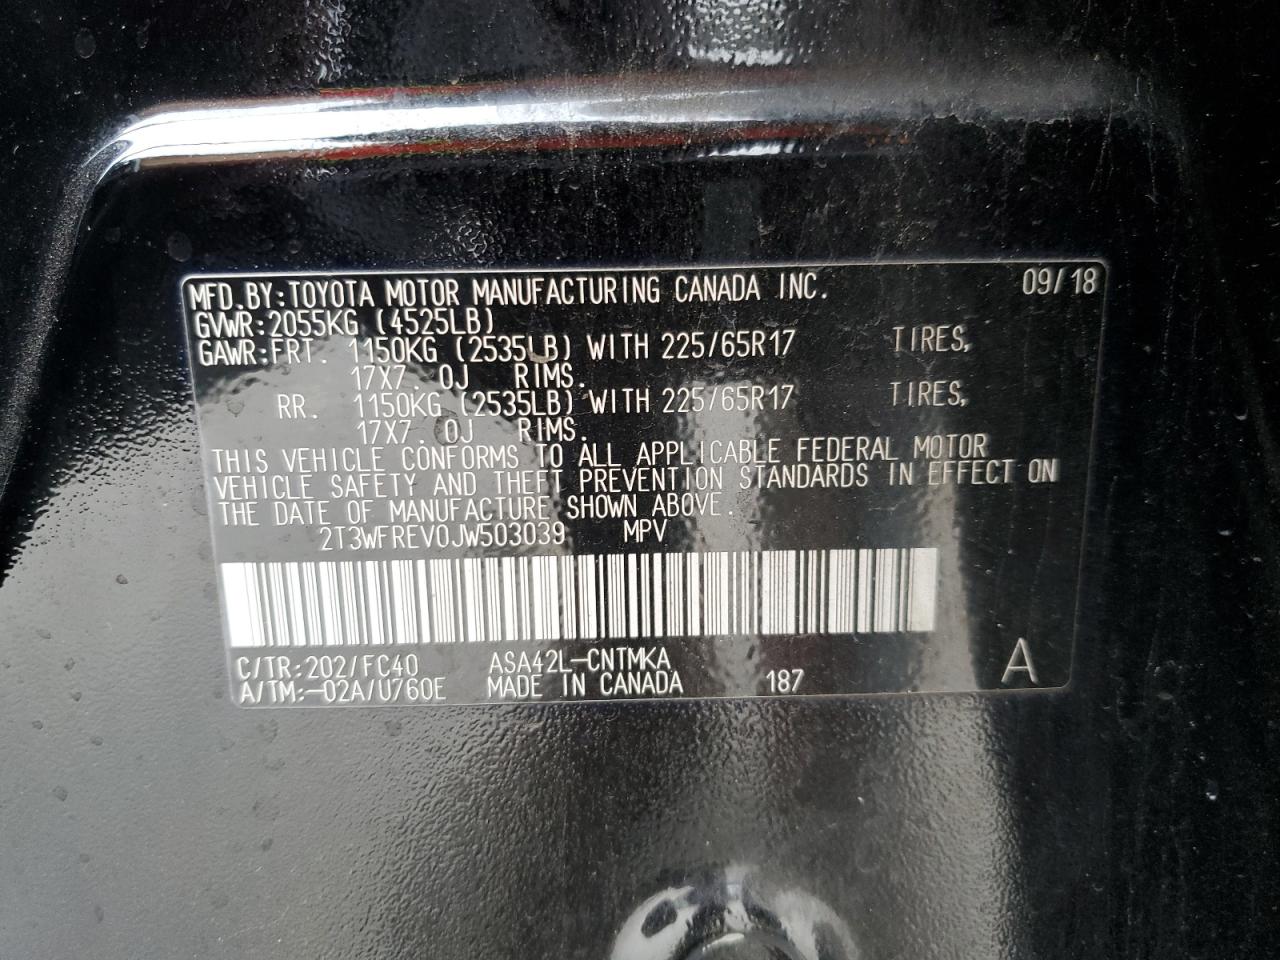 MFD.BY:TOYOTA MOTOR MANUFACTURING CANADA INC. 09/18
GVWR:2055KG (4525LB)
GAWR:FRT. 1150KG (2535LB) WITH 225/65R17 TIRES,
17X7.0J RIMS.
RR. 1150KG (2535LB) WITH 225/65R17 TIRES,
17X7.0J RIMS.
THIS VEHICLE CONFORMS TO ALL APPLICABLE FEDERAL MOTOR
VEHICLE SAFETY AND THEFT PREVENTION STANDARDS IN EFFECT ON
THE DATE OF MANUFACTURE SHOWN ABOVE.
2T3WFREV0JW503039 MPV
C/TR:202/FC40 ASA42L-CNTMKA
A/TM:-02A/U760E MADE IN CANADA 187 A